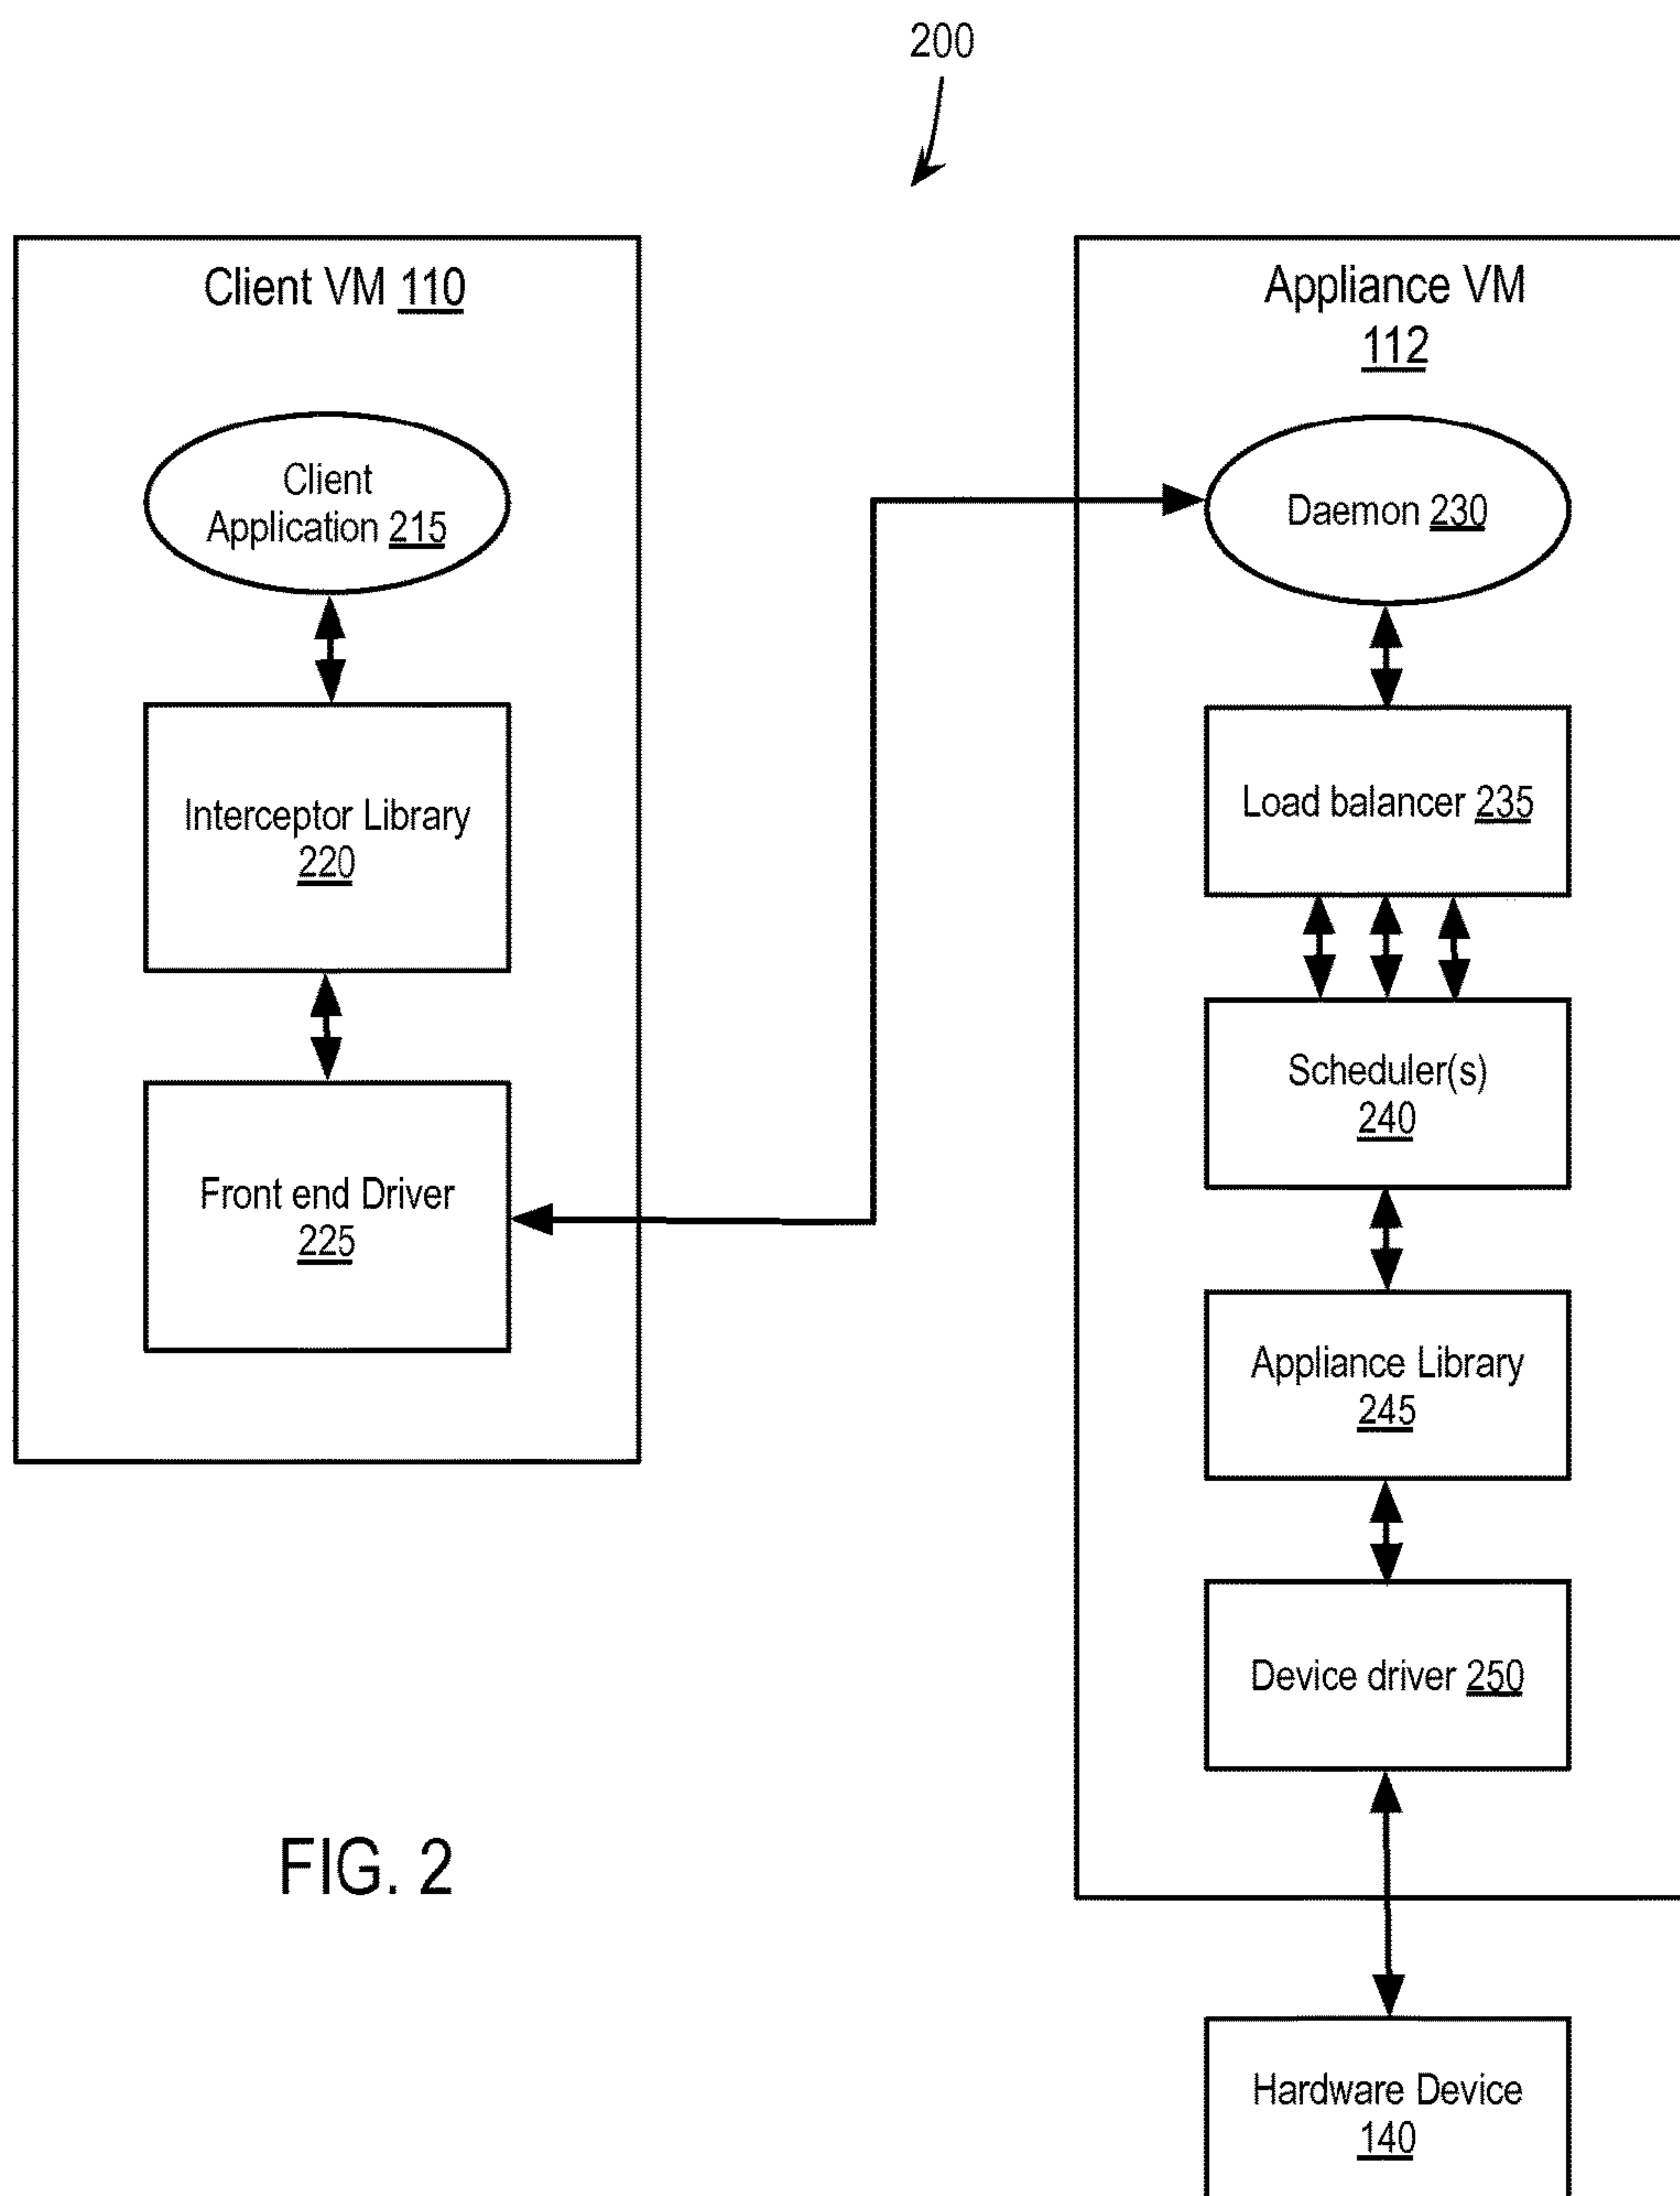 200
Client VM 110
Client
Application 215
Interceptor Library
220
Front end Driver
225
Appliance VM
112
Daemon 230
Load balancer 235
Scheduler(s)
240
Appliance Library
245
Device driver 250
Hardware Device
140
FIG. 2